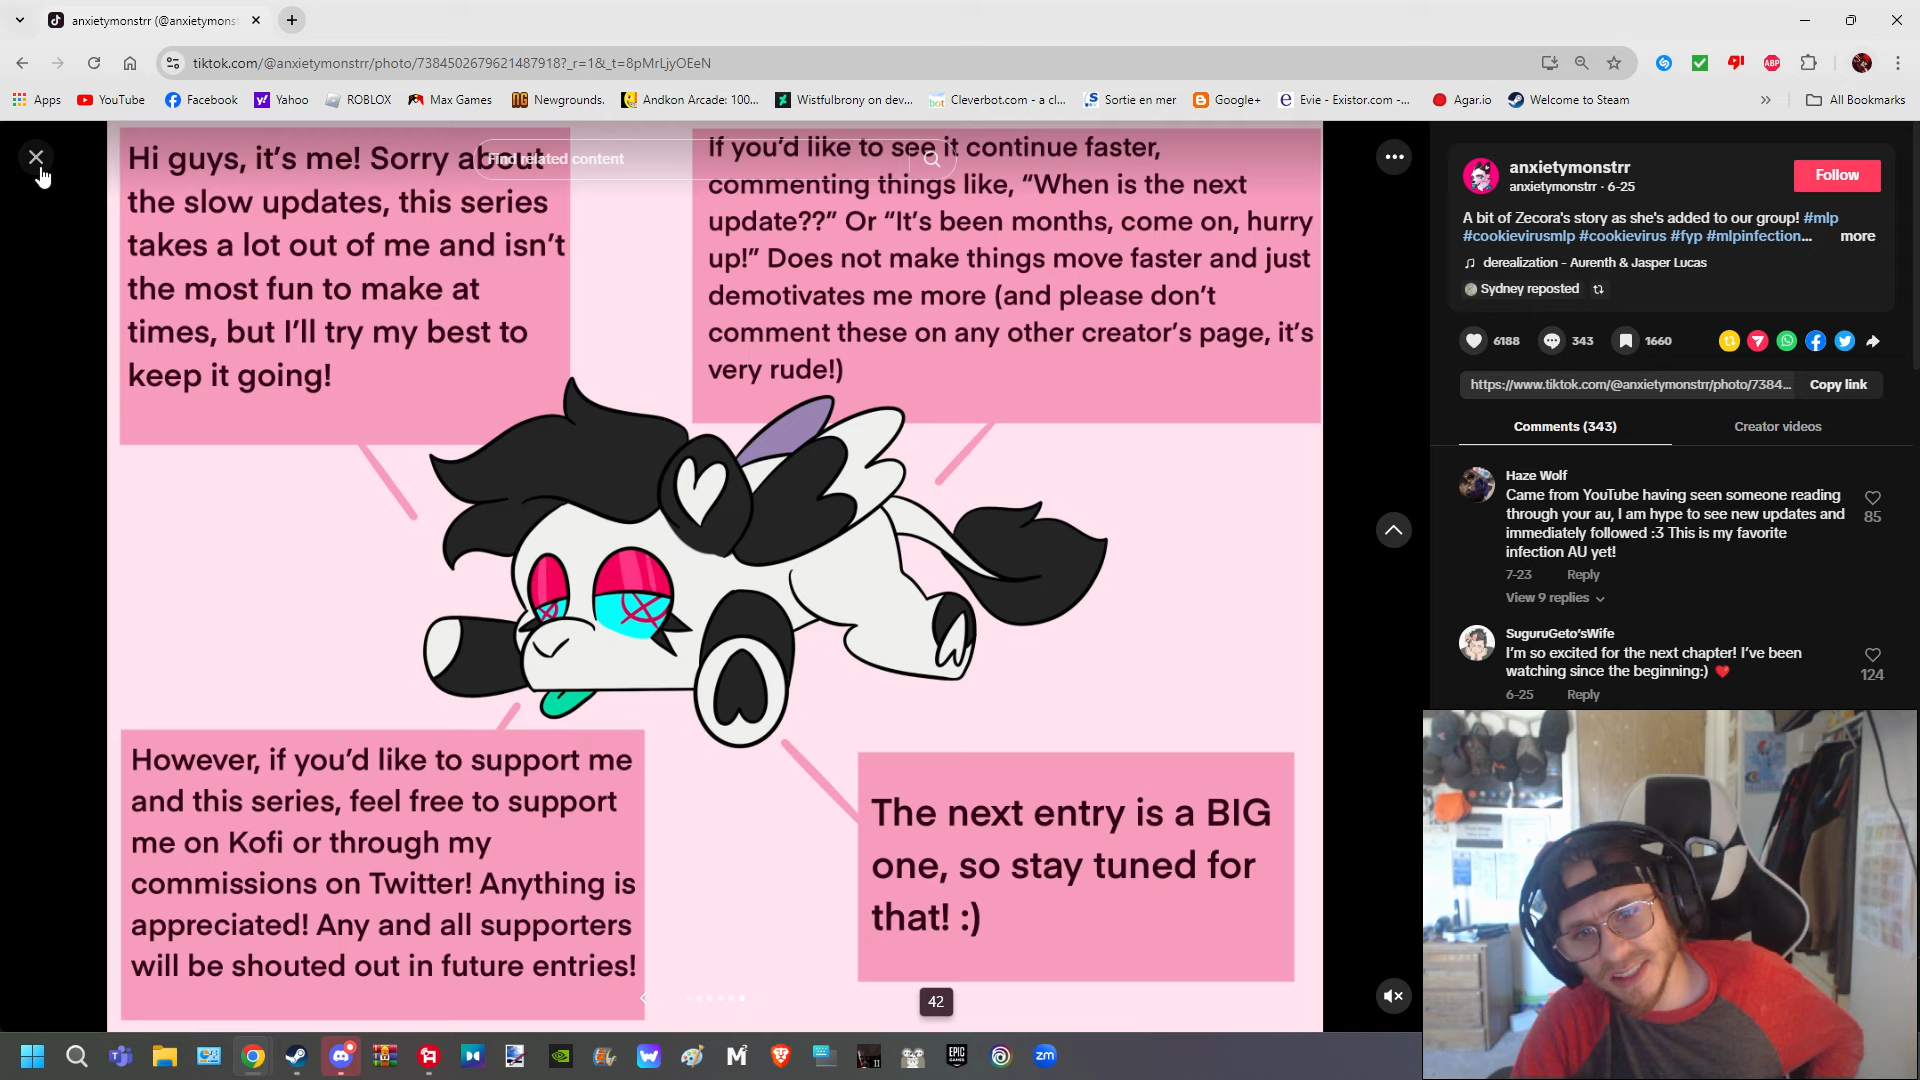 anxietymonstrr (@anxietymonst
tiktok.com/@anxietymonstrr/photo/7384502679621487918?_r=1&_t=8pMrLjyOEeN
ABP
Apps
YouTube
Facebook
Yahoo
ROBLOX
Max Games
Newgrounds.
Andkon Arcade: 100...
Wistfulbrony on dev...
Cleverbot.com - a cl...
Sortie en mer
Google+
Evie - Existor.com -...
Agar.io
Welcome to Steam
All Bookmarks
Hi guys, it's me! Sorry about
the slow updates, this series
takes a lot out of me and isn't
the most fun to make at
times, but I'll try my best to
keep it going!
Find related content
If you'd like to see it continue faster,
commenting things like, "When is the next
update??" Or "It's been months, come on, hurry
up!" Does not make things move faster and just
demotivates me more (and please don't
comment these on any other creator's page, it's
very rude!)
However, if you'd like to support me
and this series, feel free to support
me on Kofi or through my
commissions on Twitter! Anything is
appreciated! Any and all supporters
will be shouted out in future entries!
The next entry is a BIG
one, so stay tuned for
that! :)
42
anxietymonstrr
anxietymonstrr · 6-25
Follow
A bit of Zecora's story as she's added to our group! #mlp
#cookievirusmlp #cookievirus #fyp #mlpinfection...
more
derealization - Aurenth & Jasper Lucas
Sydney reposted
6188
343
1660
https://www.tiktok.com/@anxietymonstrr/photo/7384...
Copy link
Comments (343)
Creator videos
Haze Wolf
Came from YouTube having seen someone reading
through your au, I am hype to see new updates and
immediately followed :3 This is my favorite
infection AU yet!
85
7-23
Reply
View 9 replies
SuguruGeto'sWife
I'm so excited for the next chapter! I've been
watching since the beginning:) ❤️
124
6-25
Reply
EPIC
GAMES
zm